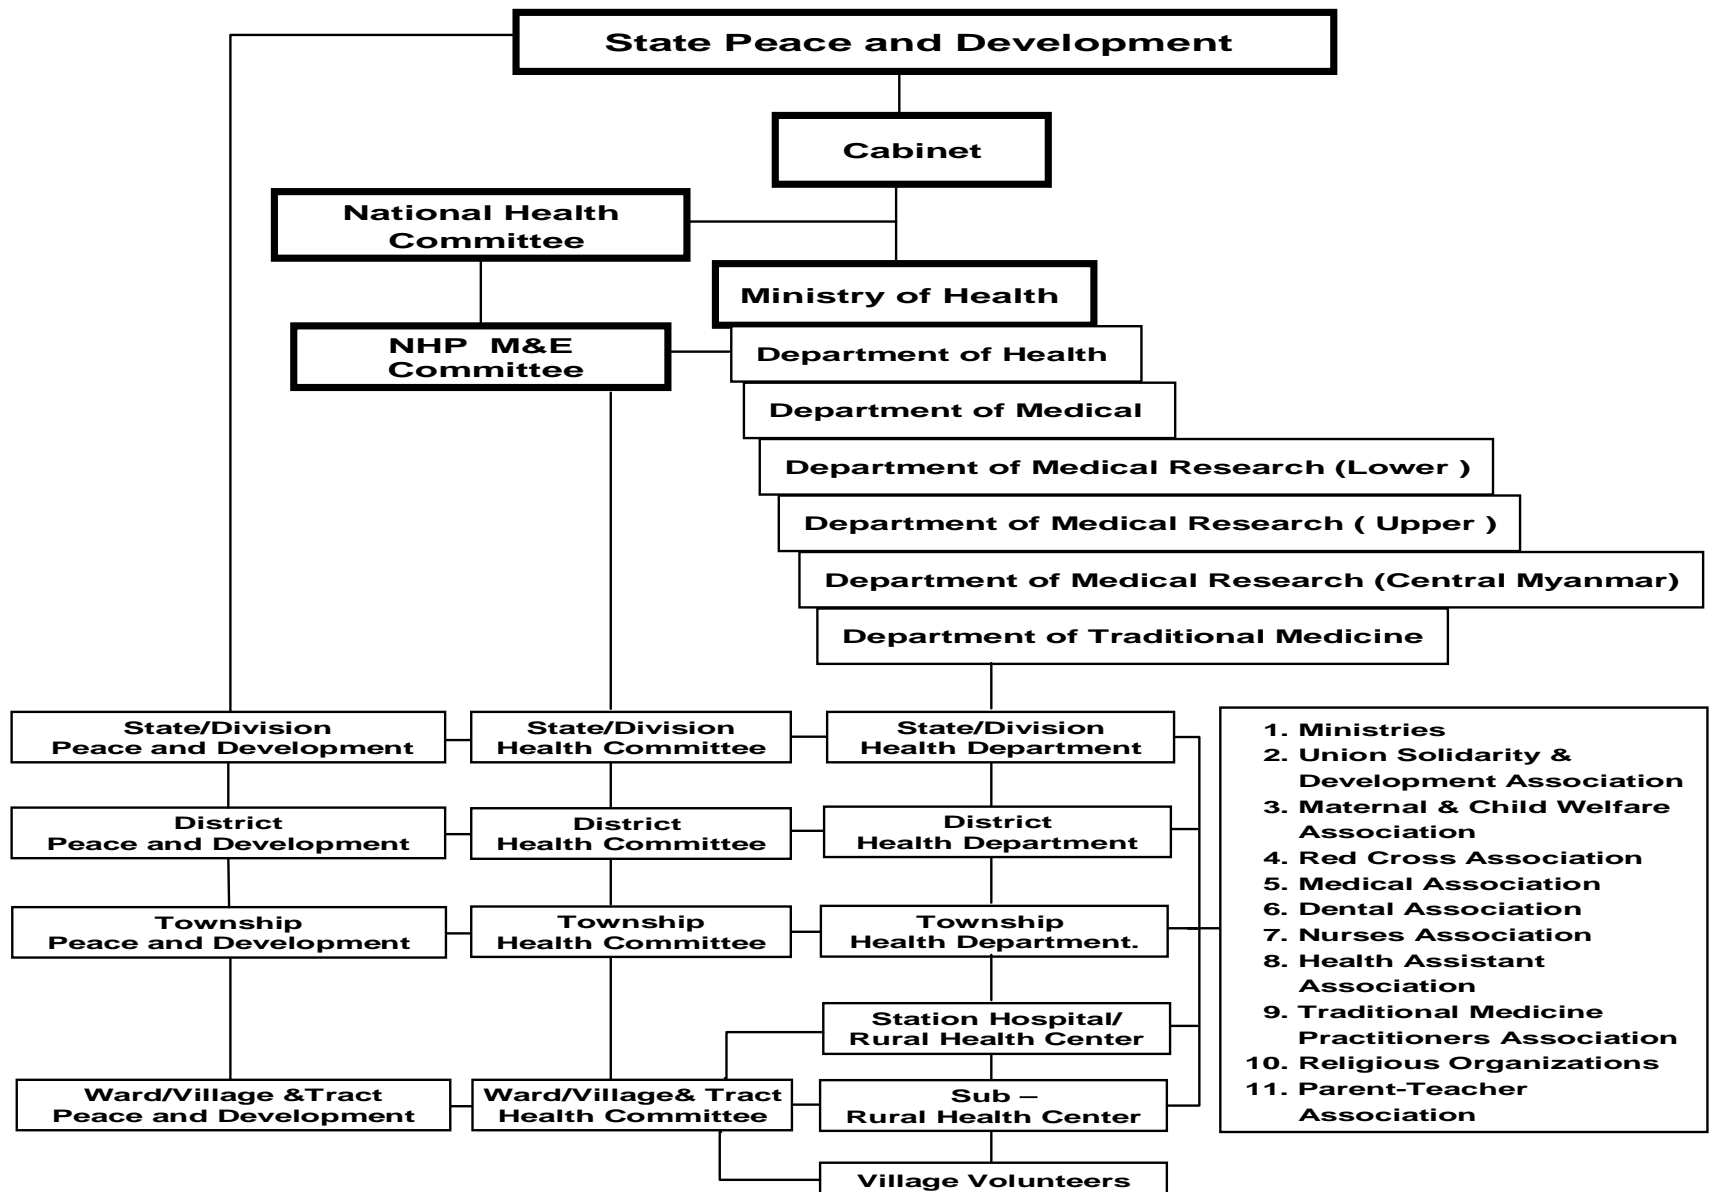 State Peace and Development
Cabinet
National Health
Committee
Ministry of Health
NHP M&E
Committee
Department of Health
Department of Medical
Department of Medical Research (Lower )
Department of Medical Research ( Upper )
Department of Medical Research (Central Myanmar)
Department of Traditional Medicine
State/Division
Peace and Development
State/Division
Health Committee
State/Division
Health Department
District
Peace and Development
District
Health Committee
District
Health Department
Township
Peace and Development
Township
Health Committee
Township
Health Department.
Station Hospital/
Rural Health Center
Ward/Village &Tract
Peace and Development
Ward/Village& Tract
Health Committee
Sub –
Rural Health Center
Village Volunteers
1. Ministries
2. Union Solidarity &
Development Association
3. Maternal & Child Welfare
Association
4. Red Cross Association
5. Medical Association
6. Dental Association
7. Nurses Association
8. Health Assistant
Association
9. Traditional Medicine
Practitioners Association
10. Religious Organizations
11. Parent-Teacher
Association